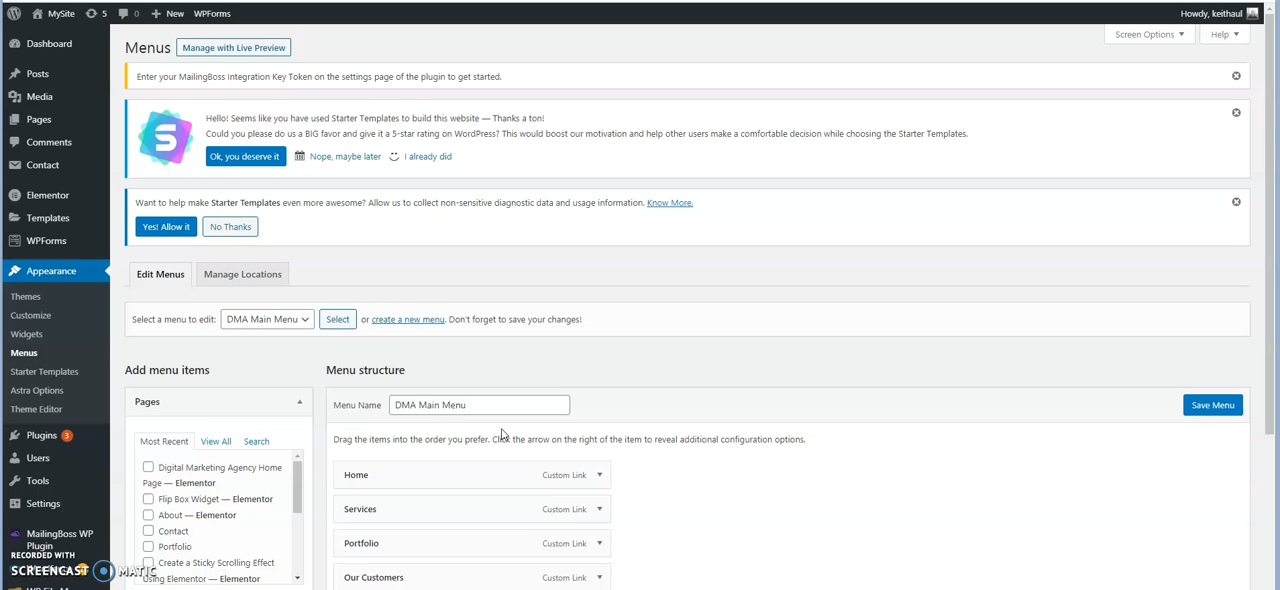 MySite 5 0 New WPForms Howdy, keithaul
Dashboard
Posts
Media
Pages
Comments
Contact
Elementor
Templates
WPForms
Appearance
Themes
Customize
Widgets
Menus
Starter Templates
Astra Options
Theme Editor
Plugins 3
Users
Tools
Settings
MailingBoss WP
Plugin
RECORDED WITH
SCREENCAST MATIC
Screen Options Help
Menus Manage with Live Preview
Enter your MailingBoss Integration Key Token on the settings page of the plugin to get started.
Hello! Seems like you have used Starter Templates to build this website — Thanks a ton!
Could you please do us a BIG favor and give it a 5-star rating on WordPress? This would boost our motivation and help other users make a comfortable decision while choosing the Starter Templates.
Ok, you deserve it Nope, maybe later I already did
Want to help make Starter Templates even more awesome? Allow us to collect non-sensitive diagnostic data and usage information. Know More.
Yes! Allow it No Thanks
Edit Menus Manage Locations
Select a menu to edit: DMA Main Menu Select or create a new menu. Don't forget to save your changes!
Add menu items
Pages
Most Recent View All Search
Digital Marketing Agency Home
Page — Elementor
Flip Box Widget — Elementor
About — Elementor
Contact
Portfolio
Create a Sticky Scrolling Effect
Using Elementor — Elementor
Menu structure
Menu Name DMA Main Menu Save Menu
Drag the items into the order you prefer. Click the arrow on the right of the item to reveal additional configuration options.
Home Custom Link
Services Custom Link
Portfolio Custom Link
Our Customers Custom Link